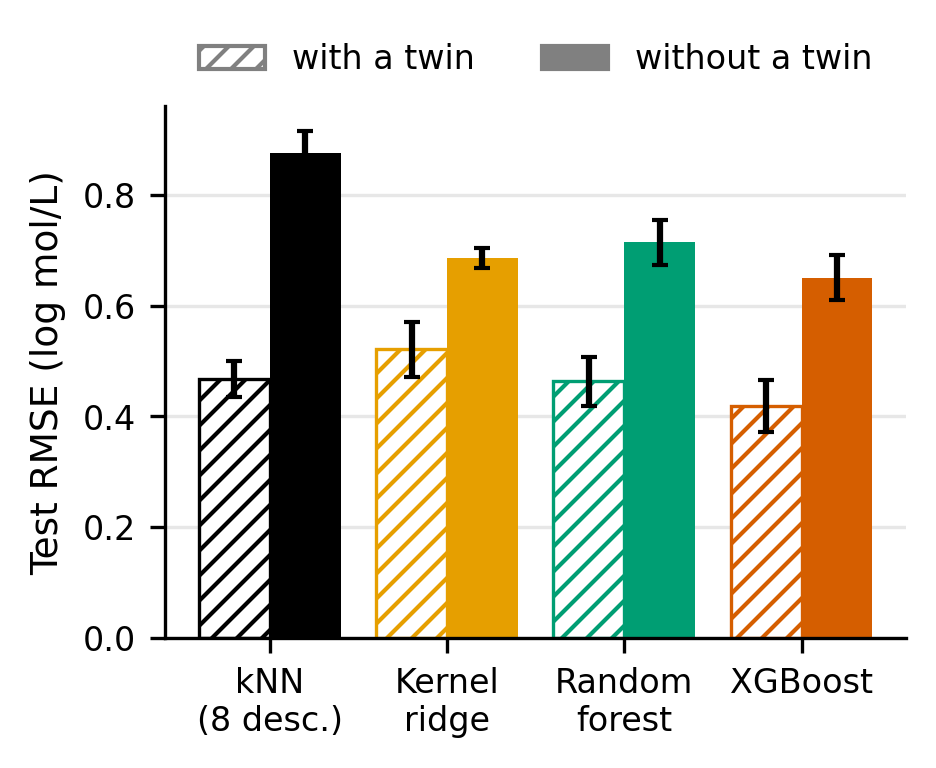 with a twin
without a twin
Test RMSE (log mol/L)
0.8
0.6
0.4
0.2
0.0
kNN
(8 desc.)
Kernel
ridge
Random
forest
XGBoost